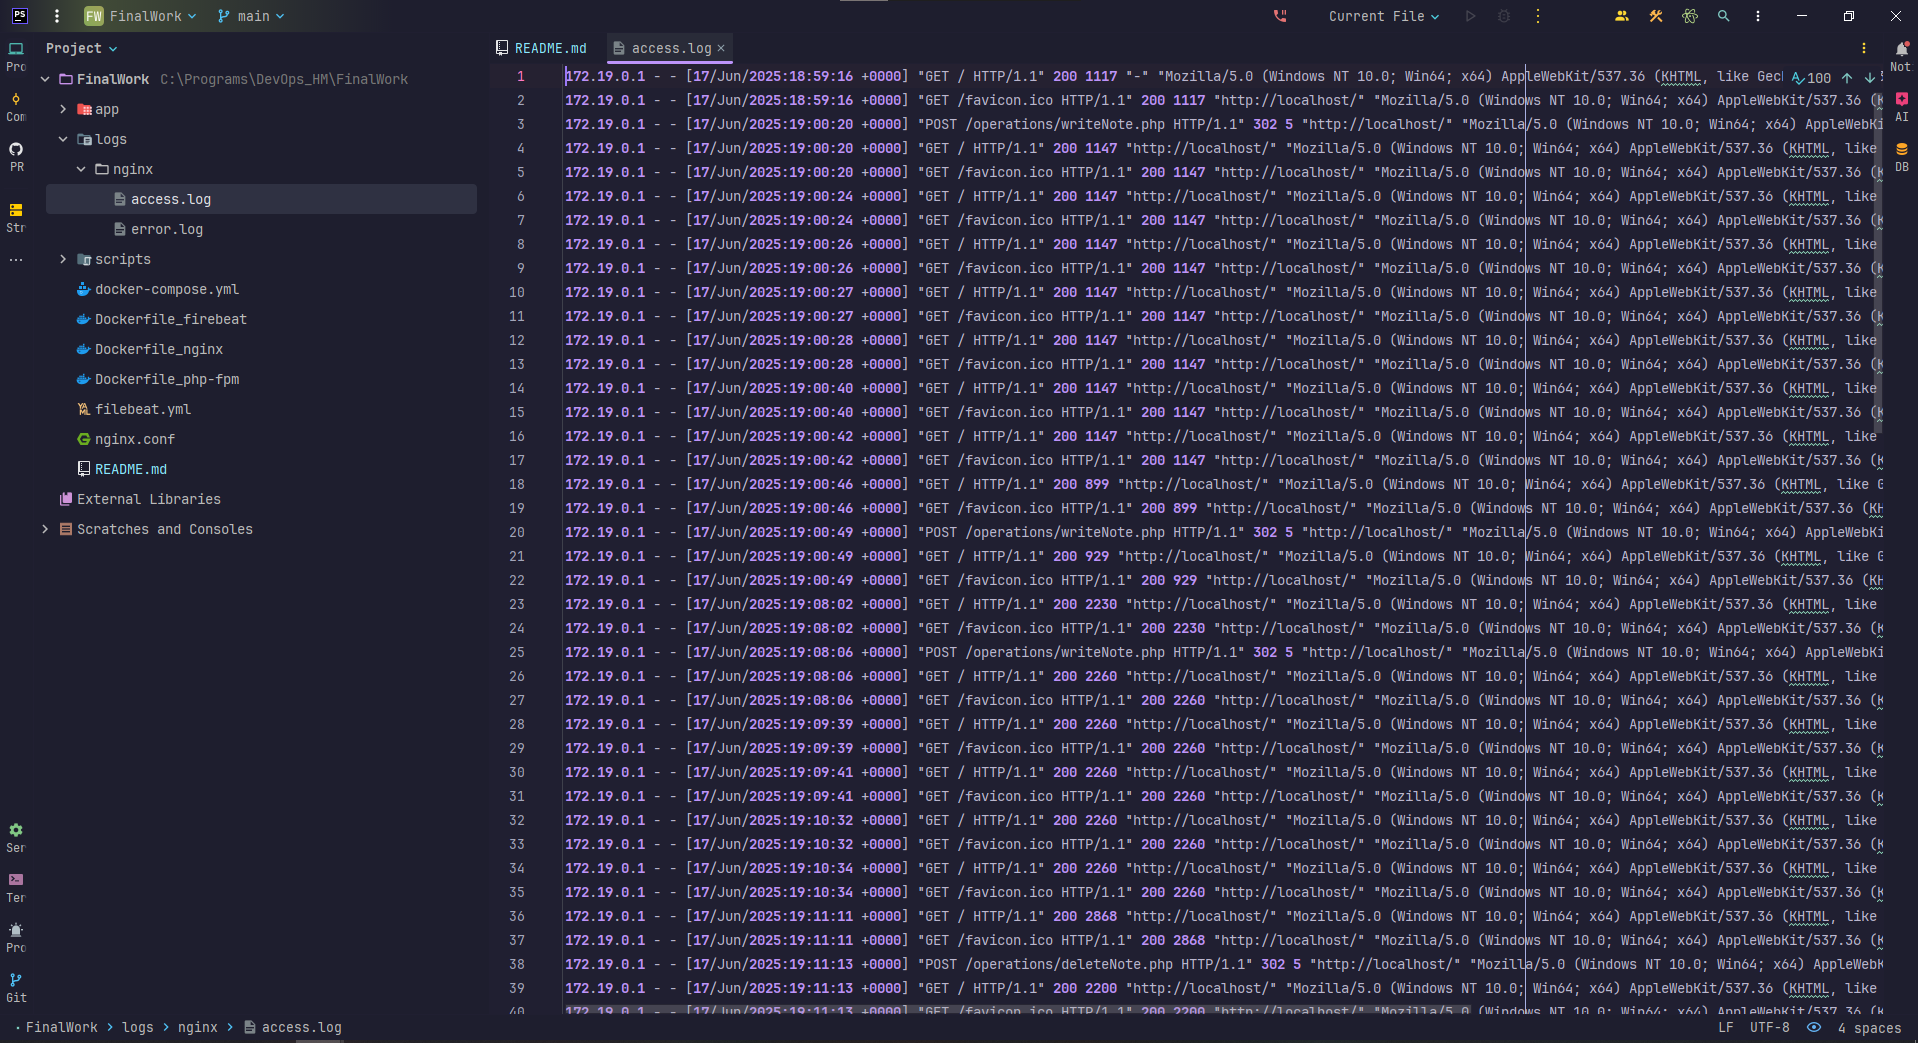 PS FW FinalWork main Current File
Project README.md access.log
Pro
Com
PR
Str
FinalWork C:\Programs\DevOps_HM\FinalWork
app
logs
nginx
access.log
error.log
scripts
docker-compose.yml
Dockerfile_firebeat
Dockerfile_nginx
Dockerfile_php-fpm
filebeat.yml
nginx.conf
README.md
External Libraries
Scratches and Consoles
Ser
Ter
Pro
Git
1 172.19.0.1 - - [17/Jun/2025:18:59:16 +0000] "GET / HTTP/1.1" 200 1117 "-" "Mozilla/5.0 (Windows NT 10.0; Win64; x64) AppleWebKit/537.36 (KHTML, like Geck 100
2 172.19.0.1 - - [17/Jun/2025:18:59:16 +0000] "GET /favicon.ico HTTP/1.1" 200 1117 "http://localhost/" "Mozilla/5.0 (Windows NT 10.0; Win64; x64) AppleWebKit/537.36 (K
3 172.19.0.1 - - [17/Jun/2025:19:00:20 +0000] "POST /operations/writeNote.php HTTP/1.1" 302 5 "http://localhost/" "Mozilla/5.0 (Windows NT 10.0; Win64; x64) AppleWebKi
4 172.19.0.1 - - [17/Jun/2025:19:00:20 +0000] "GET / HTTP/1.1" 200 1147 "http://localhost/" "Mozilla/5.0 (Windows NT 10.0; Win64; x64) AppleWebKit/537.36 (KHTML, like
5 172.19.0.1 - - [17/Jun/2025:19:00:20 +0000] "GET /favicon.ico HTTP/1.1" 200 1147 "http://localhost/" "Mozilla/5.0 (Windows NT 10.0; Win64; x64) AppleWebKit/537.36 (K
6 172.19.0.1 - - [17/Jun/2025:19:00:24 +0000] "GET / HTTP/1.1" 200 1147 "http://localhost/" "Mozilla/5.0 (Windows NT 10.0; Win64; x64) AppleWebKit/537.36 (KHTML, like
7 172.19.0.1 - - [17/Jun/2025:19:00:24 +0000] "GET /favicon.ico HTTP/1.1" 200 1147 "http://localhost/" "Mozilla/5.0 (Windows NT 10.0; Win64; x64) AppleWebKit/537.36 (K
8 172.19.0.1 - - [17/Jun/2025:19:00:26 +0000] "GET / HTTP/1.1" 200 1147 "http://localhost/" "Mozilla/5.0 (Windows NT 10.0; Win64; x64) AppleWebKit/537.36 (KHTML, like
9 172.19.0.1 - - [17/Jun/2025:19:00:26 +0000] "GET /favicon.ico HTTP/1.1" 200 1147 "http://localhost/" "Mozilla/5.0 (Windows NT 10.0; Win64; x64) AppleWebKit/537.36 (K
10 172.19.0.1 - - [17/Jun/2025:19:00:27 +0000] "GET / HTTP/1.1" 200 1147 "http://localhost/" "Mozilla/5.0 (Windows NT 10.0; Win64; x64) AppleWebKit/537.36 (KHTML, like
11 172.19.0.1 - - [17/Jun/2025:19:00:27 +0000] "GET /favicon.ico HTTP/1.1" 200 1147 "http://localhost/" "Mozilla/5.0 (Windows NT 10.0; Win64; x64) AppleWebKit/537.36 (K
12 172.19.0.1 - - [17/Jun/2025:19:00:28 +0000] "GET / HTTP/1.1" 200 1147 "http://localhost/" "Mozilla/5.0 (Windows NT 10.0; Win64; x64) AppleWebKit/537.36 (KHTML, like
13 172.19.0.1 - - [17/Jun/2025:19:00:28 +0000] "GET /favicon.ico HTTP/1.1" 200 1147 "http://localhost/" "Mozilla/5.0 (Windows NT 10.0; Win64; x64) AppleWebKit/537.36 (K
14 172.19.0.1 - - [17/Jun/2025:19:00:40 +0000] "GET / HTTP/1.1" 200 1147 "http://localhost/" "Mozilla/5.0 (Windows NT 10.0; Win64; x64) AppleWebKit/537.36 (KHTML, like
15 172.19.0.1 - - [17/Jun/2025:19:00:40 +0000] "GET /favicon.ico HTTP/1.1" 200 1147 "http://localhost/" "Mozilla/5.0 (Windows NT 10.0; Win64; x64) AppleWebKit/537.36 (K
16 172.19.0.1 - - [17/Jun/2025:19:00:42 +0000] "GET / HTTP/1.1" 200 1147 "http://localhost/" "Mozilla/5.0 (Windows NT 10.0; Win64; x64) AppleWebKit/537.36 (KHTML, like
17 172.19.0.1 - - [17/Jun/2025:19:00:42 +0000] "GET /favicon.ico HTTP/1.1" 200 1147 "http://localhost/" "Mozilla/5.0 (Windows NT 10.0; Win64; x64) AppleWebKit/537.36 (K
18 172.19.0.1 - - [17/Jun/2025:19:00:46 +0000] "GET / HTTP/1.1" 200 899 "http://localhost/" "Mozilla/5.0 (Windows NT 10.0; Win64; x64) AppleWebKit/537.36 (KHTML, like G
19 172.19.0.1 - - [17/Jun/2025:19:00:46 +0000] "GET /favicon.ico HTTP/1.1" 200 899 "http://localhost/" "Mozilla/5.0 (Windows NT 10.0; Win64; x64) AppleWebKit/537.36 (KH
20 172.19.0.1 - - [17/Jun/2025:19:00:49 +0000] "POST /operations/writeNote.php HTTP/1.1" 302 5 "http://localhost/" "Mozilla/5.0 (Windows NT 10.0; Win64; x64) AppleWebKi
21 172.19.0.1 - - [17/Jun/2025:19:00:49 +0000] "GET / HTTP/1.1" 200 929 "http://localhost/" "Mozilla/5.0 (Windows NT 10.0; Win64; x64) AppleWebKit/537.36 (KHTML, like G
22 172.19.0.1 - - [17/Jun/2025:19:00:49 +0000] "GET /favicon.ico HTTP/1.1" 200 929 "http://localhost/" "Mozilla/5.0 (Windows NT 10.0; Win64; x64) AppleWebKit/537.36 (KH
23 172.19.0.1 - - [17/Jun/2025:19:08:02 +0000] "GET / HTTP/1.1" 200 2230 "http://localhost/" "Mozilla/5.0 (Windows NT 10.0; Win64; x64) AppleWebKit/537.36 (KHTML, like
24 172.19.0.1 - - [17/Jun/2025:19:08:02 +0000] "GET /favicon.ico HTTP/1.1" 200 2230 "http://localhost/" "Mozilla/5.0 (Windows NT 10.0; Win64; x64) AppleWebKit/537.36 (K
25 172.19.0.1 - - [17/Jun/2025:19:08:06 +0000] "POST /operations/writeNote.php HTTP/1.1" 302 5 "http://localhost/" "Mozilla/5.0 (Windows NT 10.0; Win64; x64) AppleWebKi
26 172.19.0.1 - - [17/Jun/2025:19:08:06 +0000] "GET / HTTP/1.1" 200 2260 "http://localhost/" "Mozilla/5.0 (Windows NT 10.0; Win64; x64) AppleWebKit/537.36 (KHTML, like
27 172.19.0.1 - - [17/Jun/2025:19:08:06 +0000] "GET /favicon.ico HTTP/1.1" 200 2260 "http://localhost/" "Mozilla/5.0 (Windows NT 10.0; Win64; x64) AppleWebKit/537.36 (K
28 172.19.0.1 - - [17/Jun/2025:19:09:39 +0000] "GET / HTTP/1.1" 200 2260 "http://localhost/" "Mozilla/5.0 (Windows NT 10.0; Win64; x64) AppleWebKit/537.36 (KHTML, like
29 172.19.0.1 - - [17/Jun/2025:19:09:39 +0000] "GET /favicon.ico HTTP/1.1" 200 2260 "http://localhost/" "Mozilla/5.0 (Windows NT 10.0; Win64; x64) AppleWebKit/537.36 (K
30 172.19.0.1 - - [17/Jun/2025:19:09:41 +0000] "GET / HTTP/1.1" 200 2260 "http://localhost/" "Mozilla/5.0 (Windows NT 10.0; Win64; x64) AppleWebKit/537.36 (KHTML, like
31 172.19.0.1 - - [17/Jun/2025:19:09:41 +0000] "GET /favicon.ico HTTP/1.1" 200 2260 "http://localhost/" "Mozilla/5.0 (Windows NT 10.0; Win64; x64) AppleWebKit/537.36 (K
32 172.19.0.1 - - [17/Jun/2025:19:10:32 +0000] "GET / HTTP/1.1" 200 2260 "http://localhost/" "Mozilla/5.0 (Windows NT 10.0; Win64; x64) AppleWebKit/537.36 (KHTML, like
33 172.19.0.1 - - [17/Jun/2025:19:10:32 +0000] "GET /favicon.ico HTTP/1.1" 200 2260 "http://localhost/" "Mozilla/5.0 (Windows NT 10.0; Win64; x64) AppleWebKit/537.36 (K
34 172.19.0.1 - - [17/Jun/2025:19:10:34 +0000] "GET / HTTP/1.1" 200 2260 "http://localhost/" "Mozilla/5.0 (Windows NT 10.0; Win64; x64) AppleWebKit/537.36 (KHTML, like
35 172.19.0.1 - - [17/Jun/2025:19:10:34 +0000] "GET /favicon.ico HTTP/1.1" 200 2260 "http://localhost/" "Mozilla/5.0 (Windows NT 10.0; Win64; x64) AppleWebKit/537.36 (K
36 172.19.0.1 - - [17/Jun/2025:19:11:11 +0000] "GET / HTTP/1.1" 200 2868 "http://localhost/" "Mozilla/5.0 (Windows NT 10.0; Win64; x64) AppleWebKit/537.36 (KHTML, like
37 172.19.0.1 - - [17/Jun/2025:19:11:11 +0000] "GET /favicon.ico HTTP/1.1" 200 2868 "http://localhost/" "Mozilla/5.0 (Windows NT 10.0; Win64; x64) AppleWebKit/537.36 (K
38 172.19.0.1 - - [17/Jun/2025:19:11:13 +0000] "POST /operations/deleteNote.php HTTP/1.1" 302 5 "http://localhost/" "Mozilla/5.0 (Windows NT 10.0; Win64; x64) AppleWebK
39 172.19.0.1 - - [17/Jun/2025:19:11:13 +0000] "GET / HTTP/1.1" 200 2200 "http://localhost/" "Mozilla/5.0 (Windows NT 10.0; Win64; x64) AppleWebKit/537.36 (KHTML, like
40 172.19.0.1 - - [17/Jun/2025:19:11:13 +0000] "GET /favicon.ico HTTP/1.1" 200 2200 "http://localhost/" "Mozilla/5.0 (Windows NT 10.0; Win64; x64) AppleWebKit/537.36 (K
Not
AI
DB
FinalWork > logs > nginx > access.log LF UTF-8 4 spaces